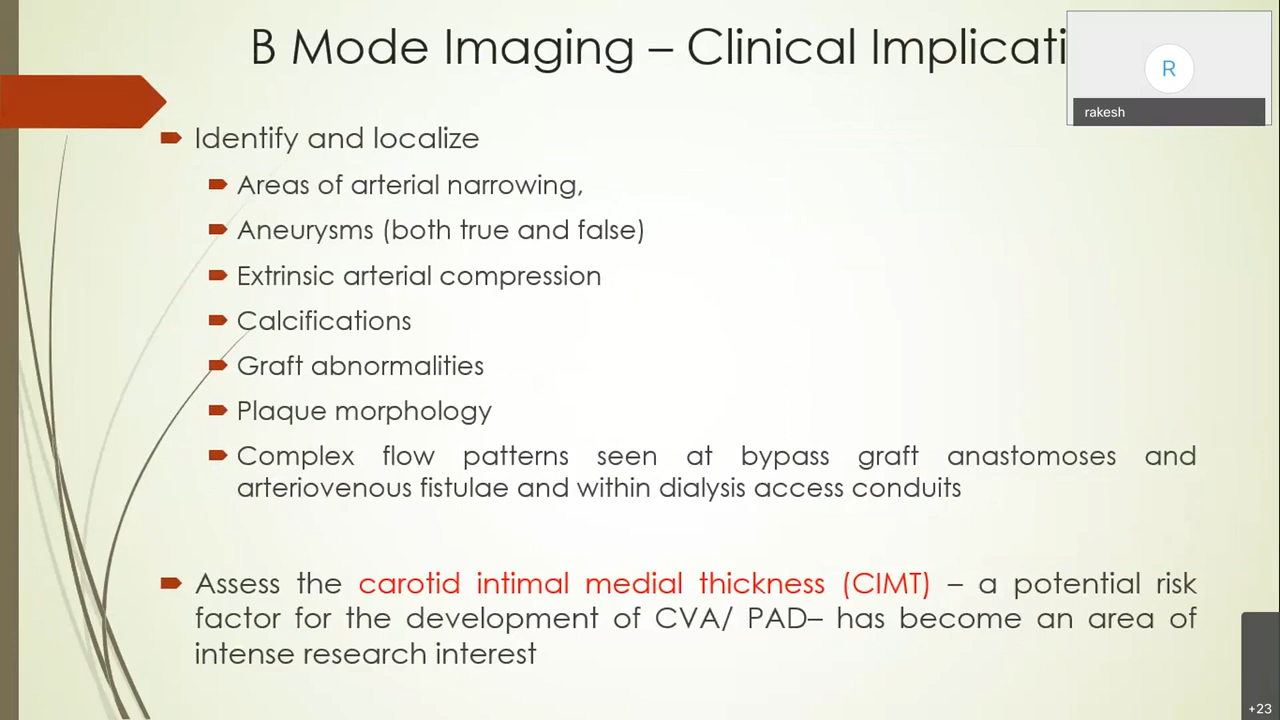 B Mode Imaging – Clinical Implicati
R
rakesh
Identify and localize
Areas of arterial narrowing,
Aneurysms (both true and false)
Extrinsic arterial compression
Calcifications
Graft abnormalities
Plaque morphology
Complex flow patterns seen at bypass graft anastomoses and
arteriovenous fistulae and within dialysis access conduits
Assess the carotid intimal medial thickness (CIMT) – a potential risk
factor for the development of CVA/ PAD– has become an area of
intense research interest
+23